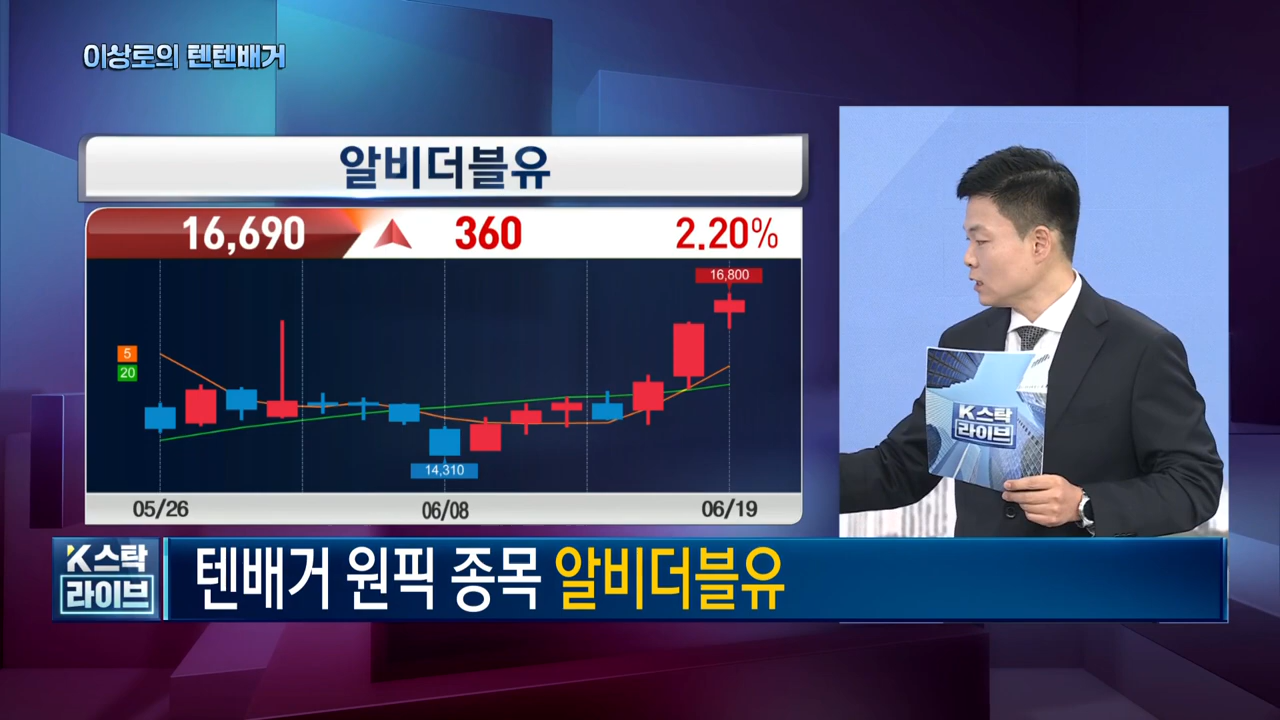 이상로의 텐텐배거
알비더블유
16,690 360 2.20%
16,800
5
20
14,310
05/26 06/08 06/19
K스탁
라이브
K스탁
라이브
텐배거 원픽 종목 알비더블유